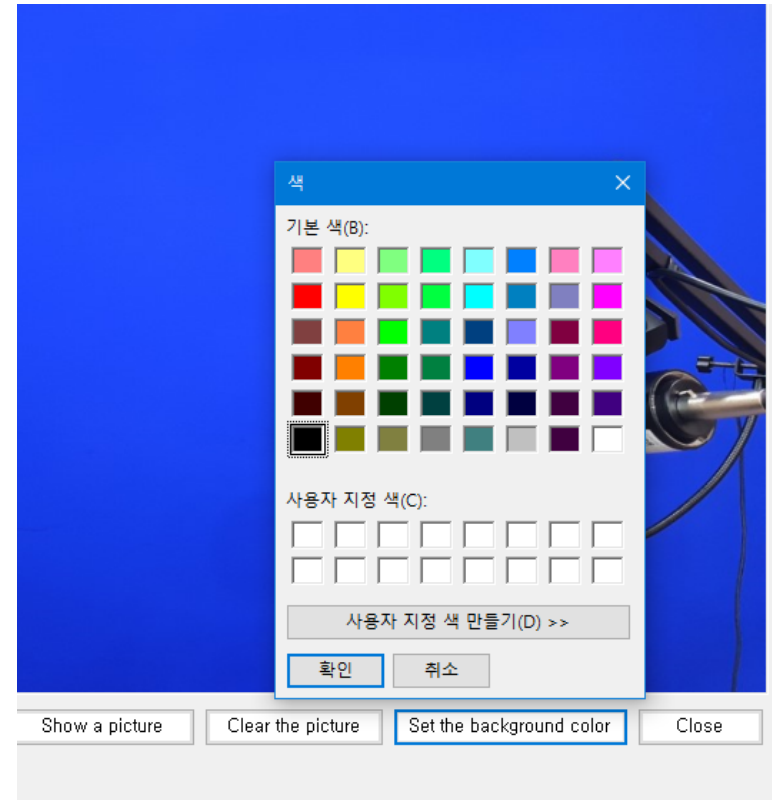 색
기본 색(B):
사용자 지정 색(C):
사용자 지정 색 만들기(D) >>
확인 취소
Show a picture Clear the picture Set the background color Close